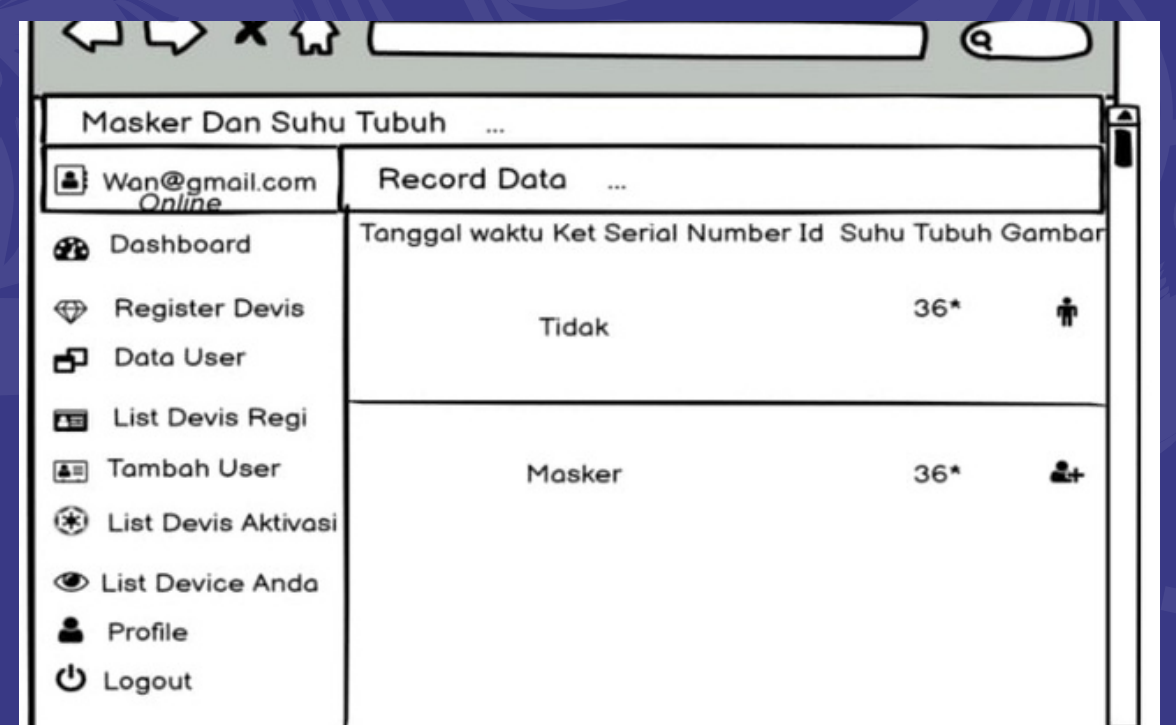 Masker Dan Suhu Tubuh ...
Wan@gmail.com
Online
Record Data ...
Dashboard
Register Devis
Data User
List Devis Regi
Tambah User
List Devis Aktivasi
List Device Anda
Profile
Logout
Tanggal waktu Ket Serial Number Id Suhu Tubuh Gambar
Tidak 36*
Masker 36*